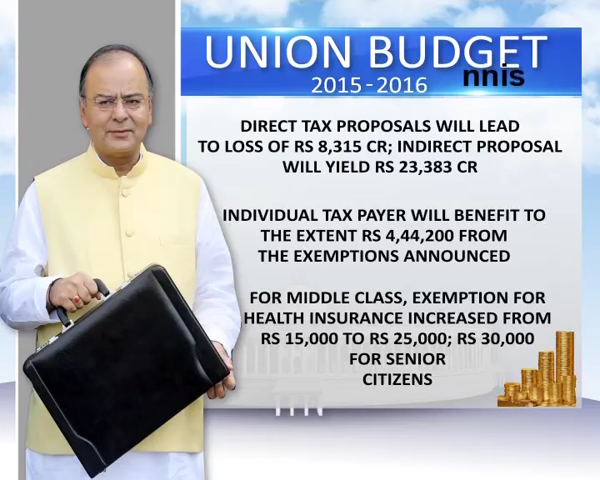 UNION BUDGET
2015-2016
nnis
DIRECT TAX PROPOSALS WILL LEAD
TO LOSS OF RS 8,315 CR; INDIRECT PROPOSAL
WILL YIELD RS 23,383 CR
INDIVIDUAL TAX PAYER WILL BENEFIT TO
THE EXTENT RS 4,44,200 FROM
THE EXEMPTIONS ANNOUNCED
FOR MIDDLE CLASS, EXEMPTION FOR
HEALTH INSURANCE INCREASED FROM
RS 15,000 TO RS 25,000; RS 30,000
FOR SENIOR
CITIZENS